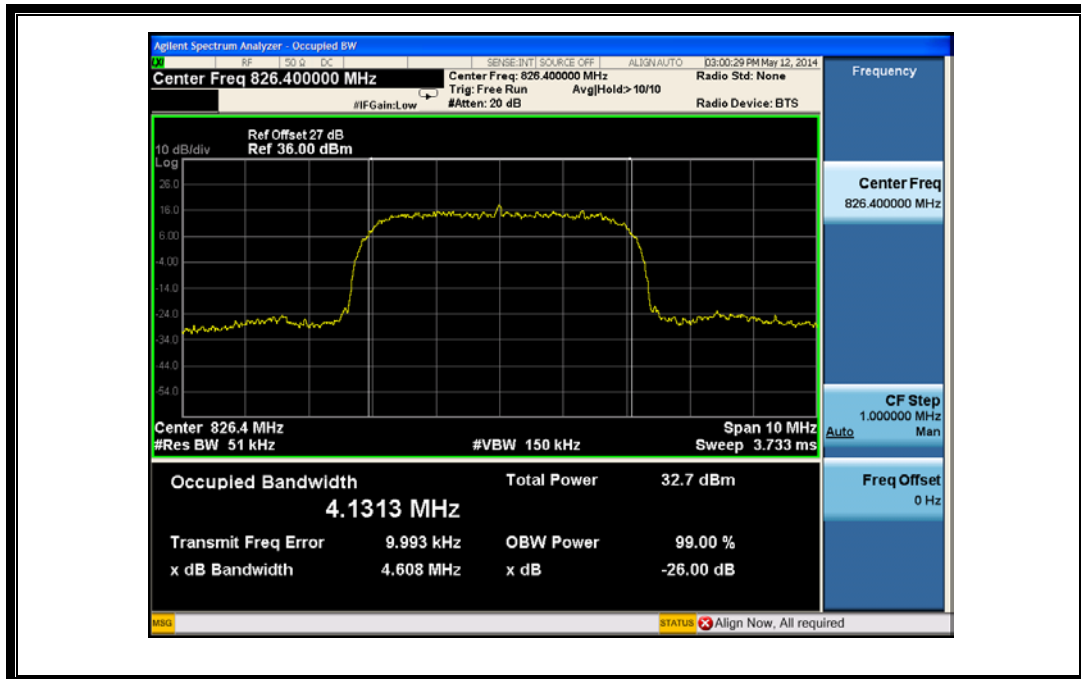 Agilent Spectrum Analyzer - Occupied BW
LXI RF 50 Ω DC SENSE:INT SOURCE OFF ALIGNAUTO 03:00:29 PM May 12, 2014
Center Freq 826.400000 MHz
Center Freq: 826.400000 MHz
Radio Std: None
Trig: Free Run Avg|Hold:>10/10
#IFGain:Low
#Atten: 20 dB
Radio Device: BTS
Ref Offset 27 dB
10 dB/div Ref 36.00 dBm
Log
26.0
16.0
6.00
-4.00
-14.0
-24.0
-34.0
-44.0
-54.0
Center 826.4 MHz Span 10 MHz
#Res BW 51 kHz #VBW 150 kHz Sweep 3.733 ms
Occupied Bandwidth Total Power 32.7 dBm
4.1313 MHz
Transmit Freq Error 9.993 kHz OBW Power 99.00 %
x dB Bandwidth 4.608 MHz x dB -26.00 dB
MSG STATUS Align Now, All required
Frequency
Center Freq
826.400000 MHz
CF Step
1.000000 MHz
Auto Man
Freq Offset
0 Hz